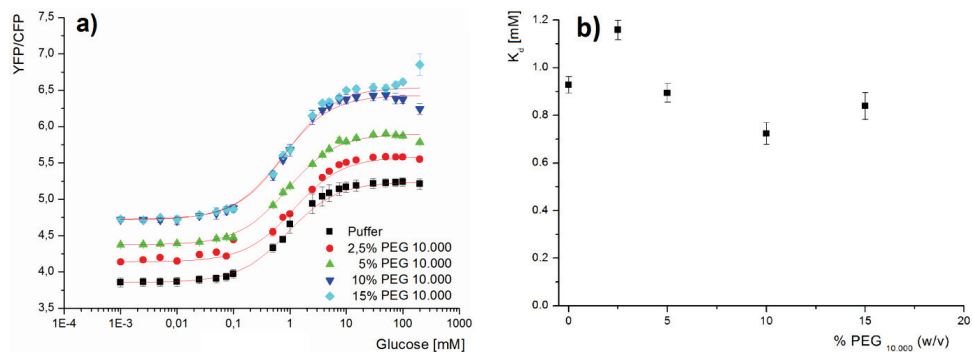 a)
YFP/CFP
7,5
7,0
6,5
6,0
5,5
5,0
4,5
4,0
3,5
Puffer
2,5% PEG 10.000
5% PEG 10.000
10% PEG 10.000
15% PEG 10.000
1E-4 1E-3 0,01 0,1 1 10 100 1000
Glucose [mM]
b)
Kd [mM]
1.2
1.0
0.8
0.6
0.4
0.2
0.0
0 5 10 15 20
% PEG 10.000 (w/v)